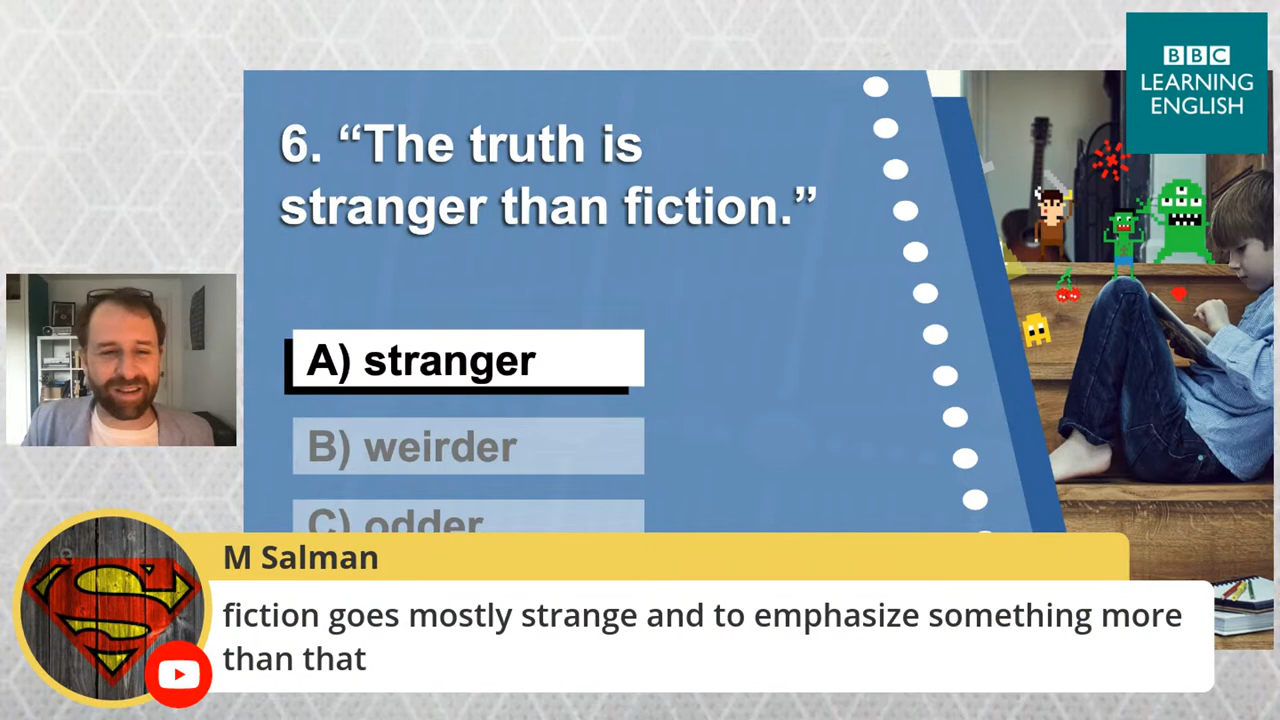 BBC
LEARNING
ENGLISH
6. “The truth is
stranger than fiction.”
A) stranger
B) weirder
C) odder
M Salman
fiction goes mostly strange and to emphasize something more
than that